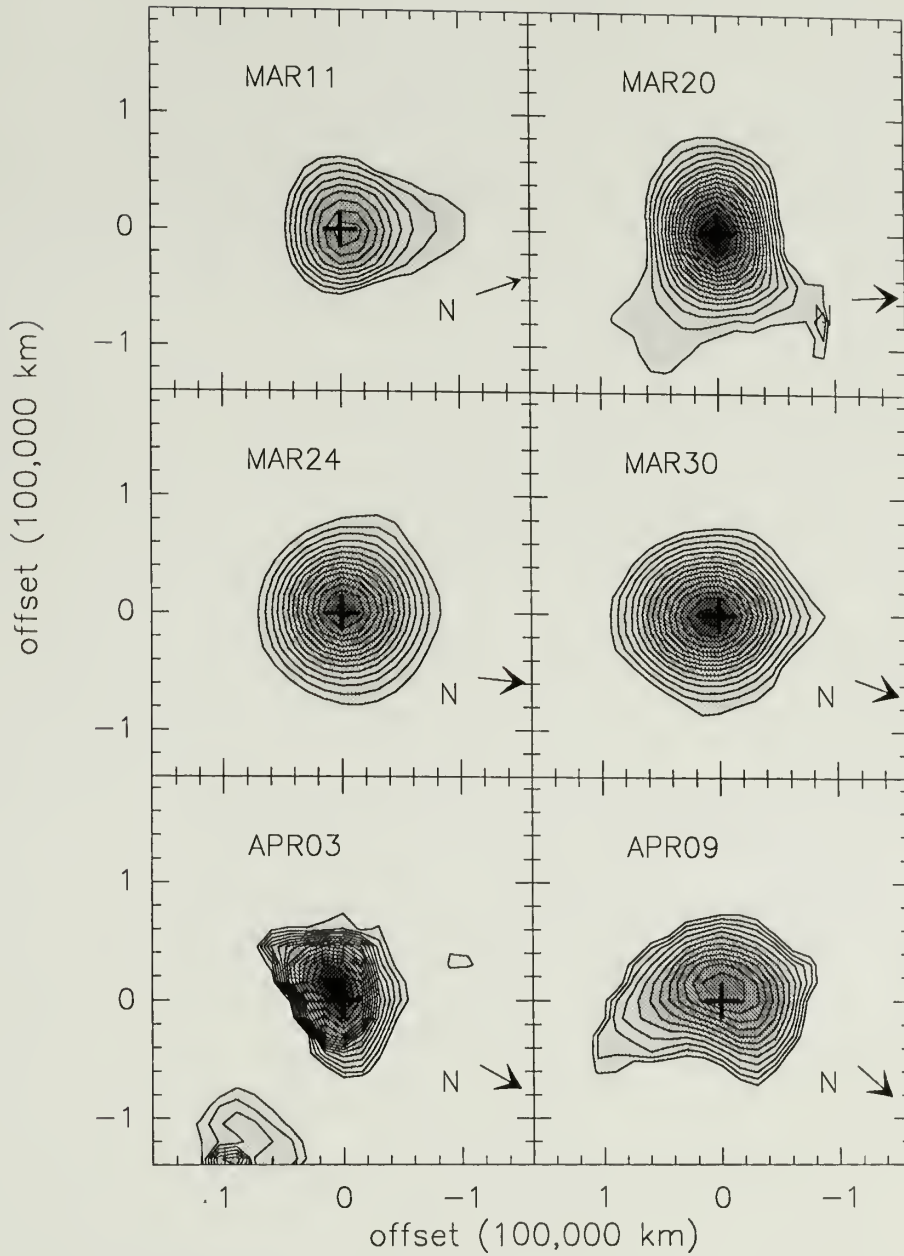 MAR11
MAR20
1
0
-1
N
MAR24
MAR30
1
0
-1
N
N
APR03
APR09
1
0
-1
N
N
. 1 0 -1 1 0 -1
offset (100,000 km)
offset (100,000 km)